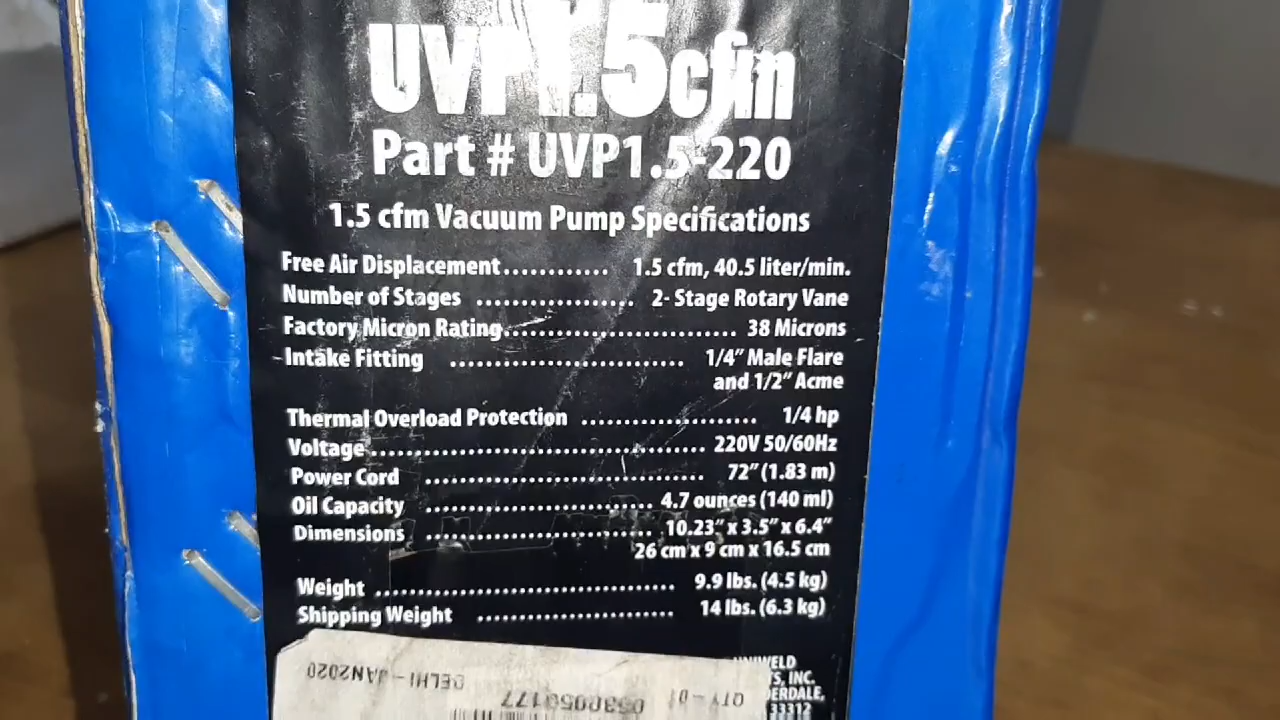 UVP1.5cfm
Part # UVP1.5-220
1.5 cfm Vacuum Pump Specifications
Free Air Displacement............ 1.5 cfm, 40.5 liter/min.
Number of Stages .................. 2- Stage Rotary Vane
Factory Micron Rating........................... 38 Microns
Intake Fitting ........................... 1/4" Male Flare
and 1/2" Acme
Thermal Overload Protection .................... 1/4 hp
Voltage....................................... 220V 50/60Hz
Power Cord ................................ 72" (1.83 m)
Oil Capacity .......................... 4.7 ounces (140 ml)
Dimensions .......................... 10.23" x 3.5" x 6.4"
26 cm x 9 cm x 16.5 cm
Weight ................................... 9.9 lbs. (4.5 kg)
Shipping Weight ....................... 14 lbs. (6.3 kg)
UNIWELD
TS, INC.
DERDALE,
33312
DELHI-JAN2020
QTY-01